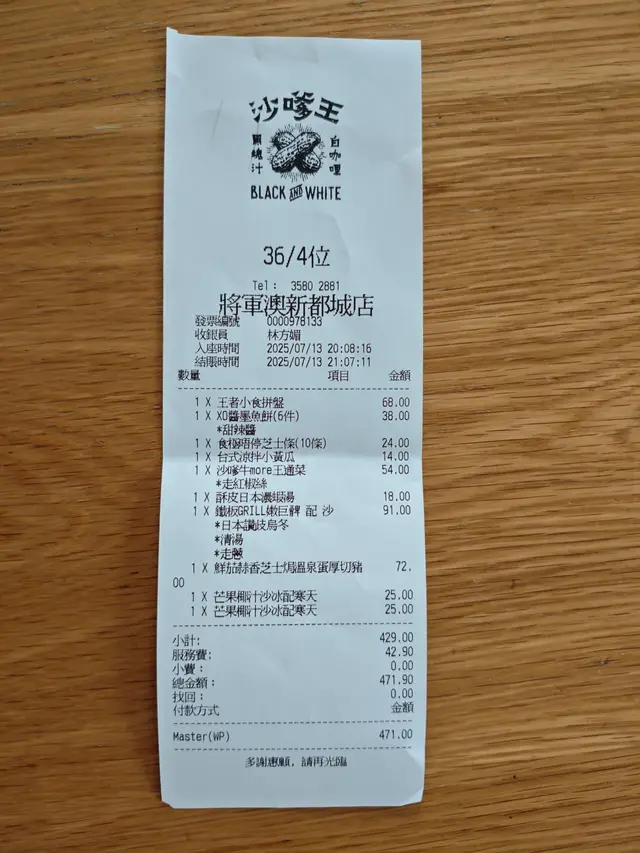 沙嗲王
黑魂汁
白咖哩
BLACK AND WHITE
36/4位
Tel: 3580 2881
將軍澳新都城店
發票編號 0000978133
收銀員 林方媚
入座時間 2025/07/13 20:08:16
結賬時間 2025/07/13 21:07:11
數量 項目 金額
1 X 王者小食拼盤 68.00
1 X XO醬墨魚餅(6件) 38.00
*甜辣醬
1 X 食極唔停芝士條(10條) 24.00
1 X 台式涼拌小黃瓜 14.00
1 X 沙嗲牛more王通菜 54.00
*走紅椒絲
1 X 酥皮日本濃蝦湯 18.00
1 X 鐵板GRILL嫩巨髀 配 沙 91.00
*日本讚岐烏冬
*清湯
*走蔥
1 X 鮮茄蒜香芝士焗溫泉蛋厚切豬 72.
00
1 X 芒果椰汁沙冰配寒天 25.00
1 X 芒果椰汁沙冰配寒天 25.00
小計: 429.00
服務費: 42.90
小費: 0.00
總金額: 471.90
找回: 0.00
付款方式 金額
Master(WP) 471.00
多謝惠顧, 請再光臨